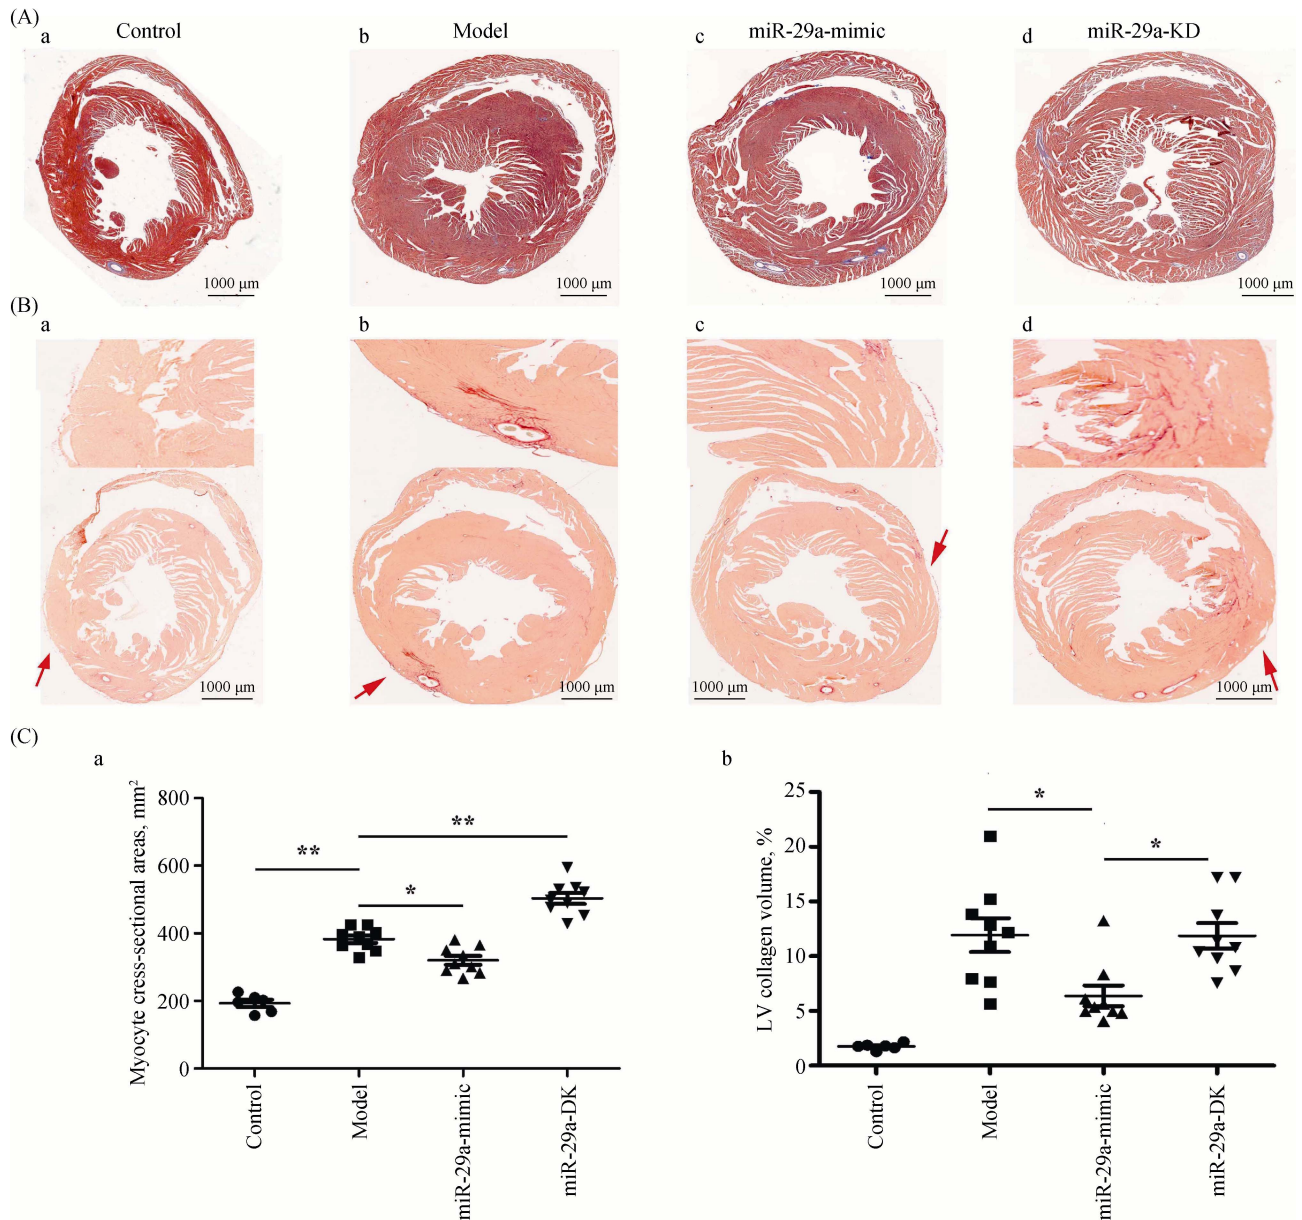 (A)
Control Model miR-29a-mimic miR-29a-KD
a b c d
1000 µm 1000 µm 1000 µm 1000 µm
(B)
a b c d
1000 µm 1000 µm 1000 µm 1000 µm
(C)
a
Myocyte cress-sectional areas, mm²
800
600
400
200
0
** * **
Control
Model
miR-29a-mimic
miR-29a-DK
b
LV collagen volume, %
25
20
15
10
5
0
* *
Control
Model
miR-29a-mimic
miR-29a-DK